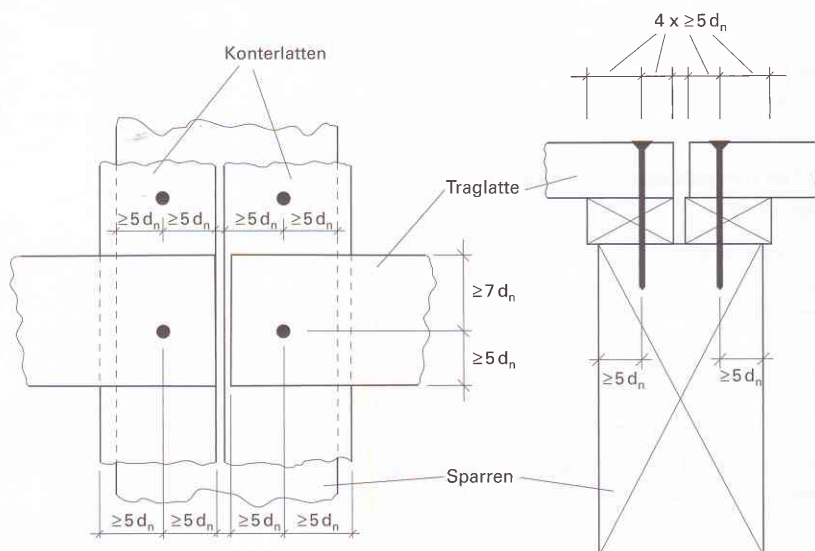 4 x ≥5 dn
Konterlatten
Traglatte
≥5 dn ≥5 dn ≥5 dn ≥5 dn
≥7 dn
≥5 dn
≥5 dn ≥5 dn
Sparren
≥5 dn ≥5 dn ≥5 dn ≥5 dn